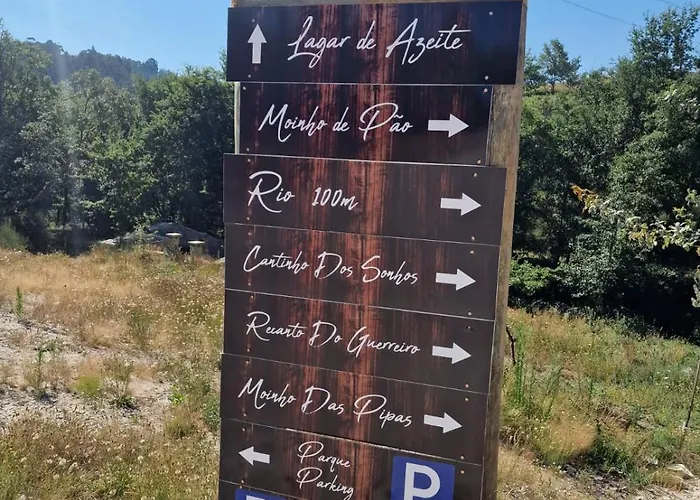 Lagar de Azeite
Moinho de Pão
Rio 100m
Cantinho Dos Sonhos
Recanto Do Guerreiro
Moinho Das Pipas
Parque
Parking
P